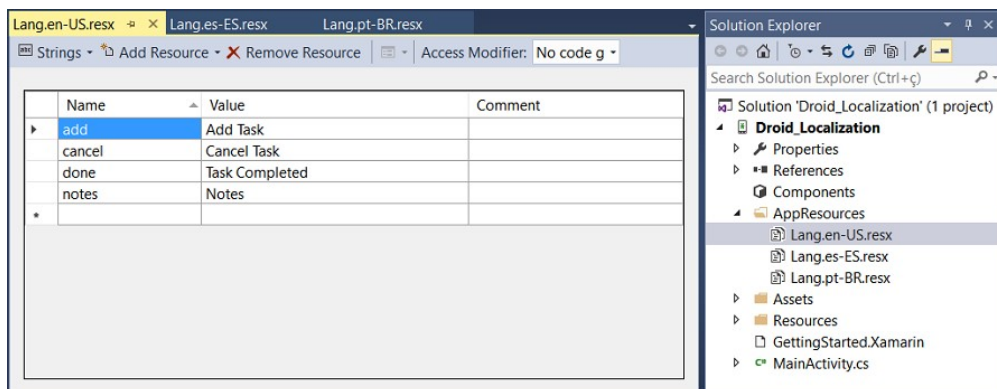 Lang.en-US.resx Lang.es-ES.resx Lang.pt-BR.resx
Strings Add Resource Remove Resource Access Modifier: No code g
Name Value Comment
add Add Task
cancel Cancel Task
done Task Completed
notes Notes
Solution Explorer
Search Solution Explorer (Ctrl+ç)
Solution 'Droid_Localization' (1 project)
Droid_Localization
Properties
References
Components
AppResources
Lang.en-US.resx
Lang.es-ES.resx
Lang.pt-BR.resx
Assets
Resources
GettingStarted.Xamarin
C# MainActivity.cs